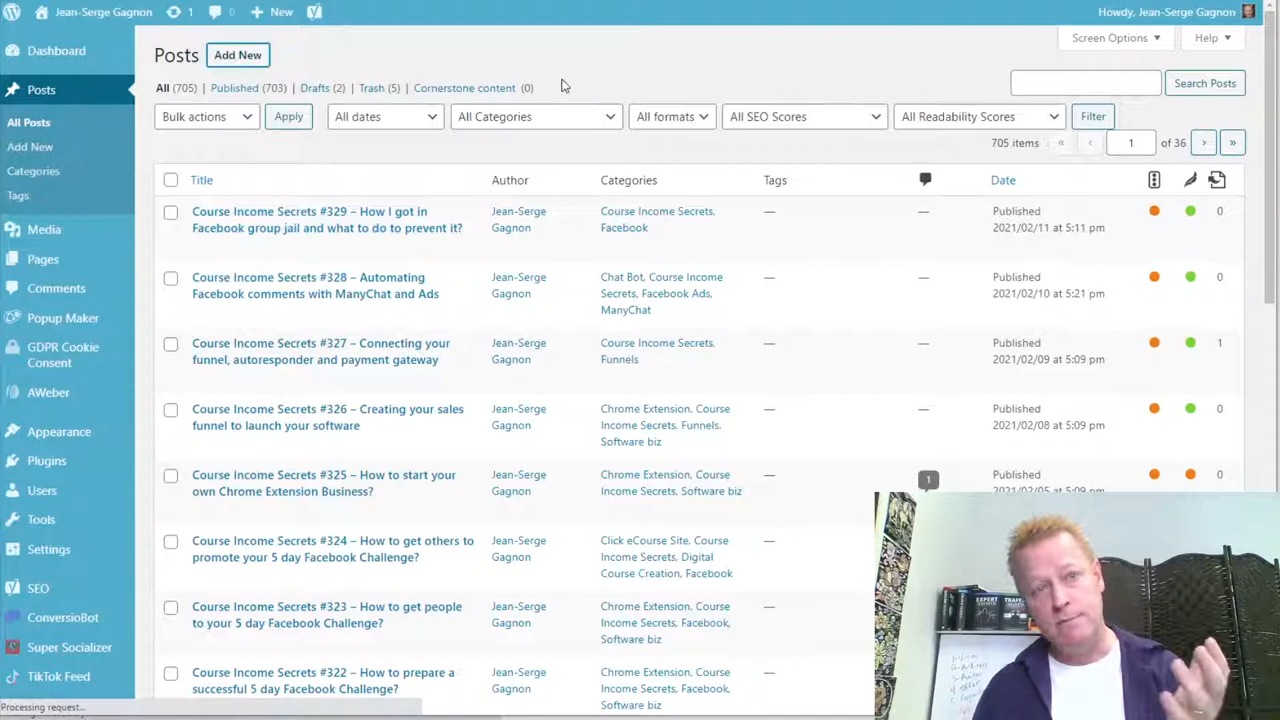 Jean-Serge Gagnon 1 0 New Howdy, Jean-Serge Gagnon
Screen Options Help
Posts Add New
All (705) | Published (703) | Drafts (2) | Trash (5) | Cornerstone content (0)
Search Posts
Bulk actions Apply All dates All Categories All formats All SEO Scores All Readability Scores Filter
705 items « ‹ 1 of 36 › »
Title Author Categories Tags Date
Course Income Secrets #329 – How I got in Facebook group jail and what to do to prevent it?
Jean-Serge Gagnon
Course Income Secrets, Facebook
—
—
Published 2021/02/11 at 5:11 pm
0
Course Income Secrets #328 – Automating Facebook comments with ManyChat and Ads
Jean-Serge Gagnon
Chat Bot, Course Income Secrets, Facebook Ads, ManyChat
—
—
Published 2021/02/10 at 5:21 pm
0
Course Income Secrets #327 – Connecting your funnel, autoresponder and payment gateway
Jean-Serge Gagnon
Course Income Secrets, Funnels
—
—
Published 2021/02/09 at 5:09 pm
1
Course Income Secrets #326 – Creating your sales funnel to launch your software
Jean-Serge Gagnon
Chrome Extension, Course Income Secrets, Funnels, Software biz
—
—
Published 2021/02/08 at 5:09 pm
0
Course Income Secrets #325 – How to start your own Chrome Extension Business?
Jean-Serge Gagnon
Chrome Extension, Course Income Secrets, Software biz
—
1
Published 2021/02/05 at 5:09 pm
0
Course Income Secrets #324 – How to get others to promote your 5 day Facebook Challenge?
Jean-Serge Gagnon
Click eCourse Site, Course Income Secrets, Digital Course Creation, Facebook
—
Course Income Secrets #323 – How to get people to your 5 day Facebook Challenge?
Jean-Serge Gagnon
Chrome Extension, Course Income Secrets, Facebook, Software biz
—
Course Income Secrets #322 – How to prepare a successful 5 day Facebook Challenge?
Jean-Serge Gagnon
Chrome Extension, Course Income Secrets, Facebook, Software biz
—
Dashboard
Posts
All Posts
Add New
Categories
Tags
Media
Pages
Comments
Popup Maker
GDPR Cookie
Consent
AWeber
Appearance
Plugins
Users
Tools
Settings
SEO
ConversioBot
Super Socializer
TikTok Feed
Processing request...
EXPERT